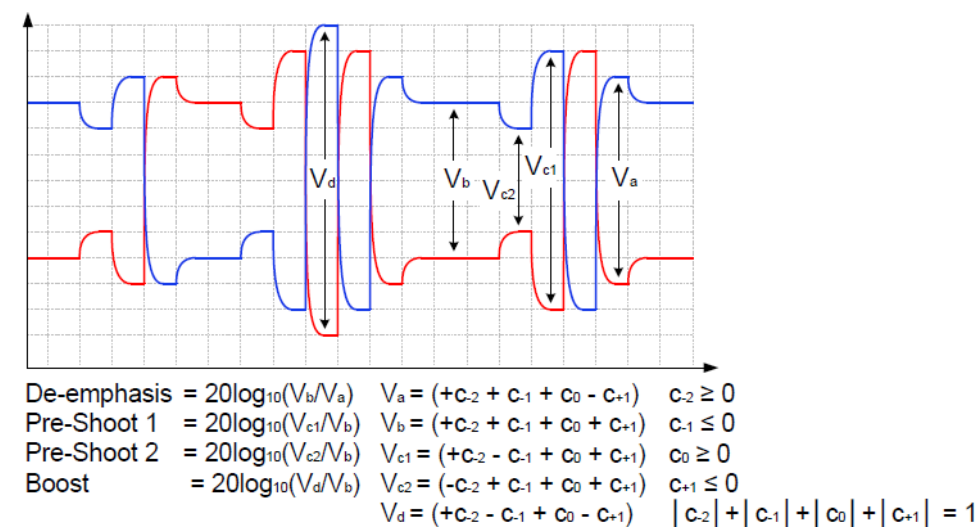 Vd Vb Vc2 Vc1 Va
De-emphasis = 20log10(Vb/Va) Va = (+c-2 + c-1 + c0 - c+1) c-2 ≥ 0
Pre-Shoot 1 = 20log10(Vc1/Vb) Vb = (+c-2 + c-1 + c0 + c+1) c-1 ≤ 0
Pre-Shoot 2 = 20log10(Vc2/Vb) Vc1 = (+c-2 - c-1 + c0 + c+1) c0 ≥ 0
Boost = 20log10(Vd/Vb) Vc2 = (-c-2 + c-1 + c0 + c+1) c+1 ≤ 0
Vd = (+c-2 - c-1 + c0 - c+1) |c-2| + |c-1| + |c0| + |c+1| = 1